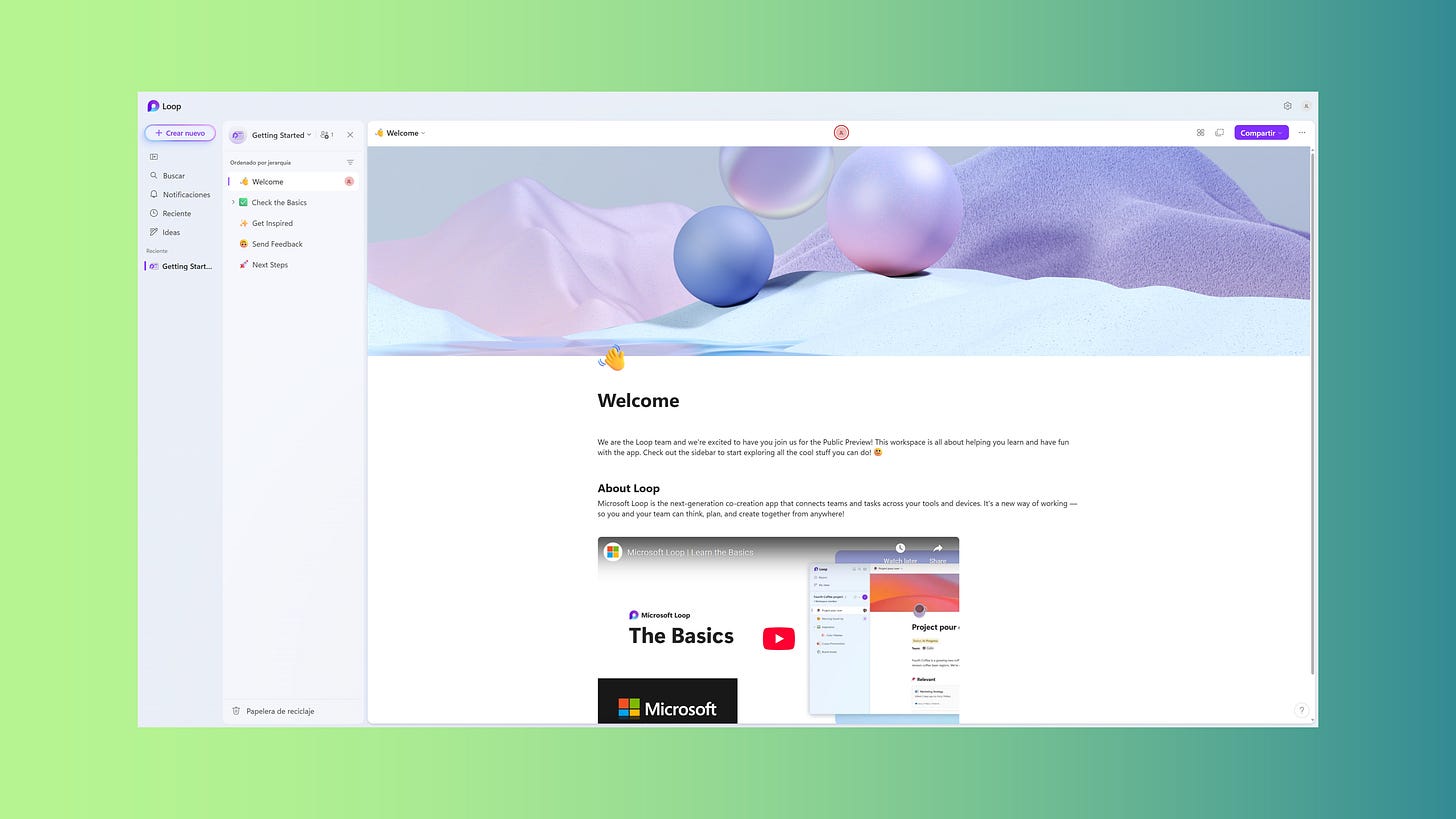 Loop
Crear nuevo
Buscar
Notificaciones
Reciente
Ideas
Reciente
Getting Start...
Getting Started
1
Ordenado por jerarquía
Welcome
Check the Basics
Get Inspired
Send Feedback
Next Steps
Papelera de reciclaje
Welcome
Compartir
Welcome
We are the Loop team and we're excited to have you join us for the Public Preview! This workspace is all about helping you learn and have fun
with the app. Check out the sidebar to start exploring all the cool stuff you can do!
About Loop
Microsoft Loop is the next-generation co-creation app that connects teams and tasks across your tools and devices. It's a new way of working —
so you and your team can think, plan, and create together from anywhere!
Microsoft Loop | Learn the Basics
Watch later
Share
Microsoft Loop
The Basics
Microsoft
Loop
Project pour
Relevant
?